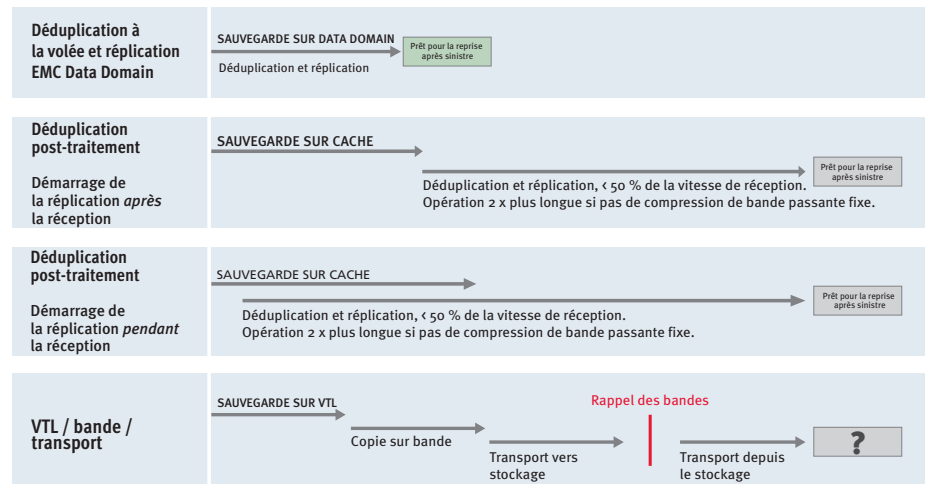 Déduplication à
la volée et réplication
EMC Data Domain
SAUVEGARDE SUR DATA DOMAIN
Déduplication et réplication
Prêt pour la reprise
après sinistre
Déduplication
post-traitement
Démarrage de
la réplication après
la réception
SAUVEGARDE SUR CACHE
Déduplication et réplication, < 50 % de la vitesse de réception.
Opération 2 x plus longue si pas de compression de bande passante fixe.
Prêt pour la reprise
après sinistre
Déduplication
post-traitement
Démarrage de
la réplication pendant
la réception
SAUVEGARDE SUR CACHE
Déduplication et réplication, < 50 % de la vitesse de réception.
Opération 2 x plus longue si pas de compression de bande passante fixe.
Prêt pour la reprise
après sinistre
VTL / bande /
transport
SAUVEGARDE SUR VTL
Copie sur bande
Transport vers
stockage
Rappel des bandes
Transport depuis
le stockage
?